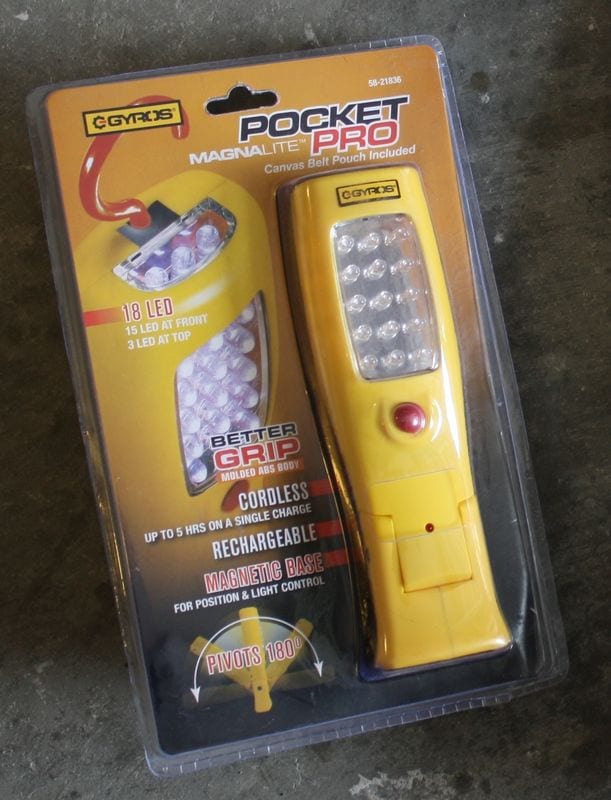 58-21836
GYROS®
POCKET
MAGNALITE™ PRO
Canvas Belt Pouch Included
GYROS®
18 LED
15 LED AT FRONT
3 LED AT TOP
BETTER
GRIP
MOLDED ABS BODY
CORDLESS
UP TO 5 HRS ON A SINGLE CHARGE
RECHARGEABLE
MAGNETIC BASE
FOR POSITION & LIGHT CONTROL
PIVOTS 180°